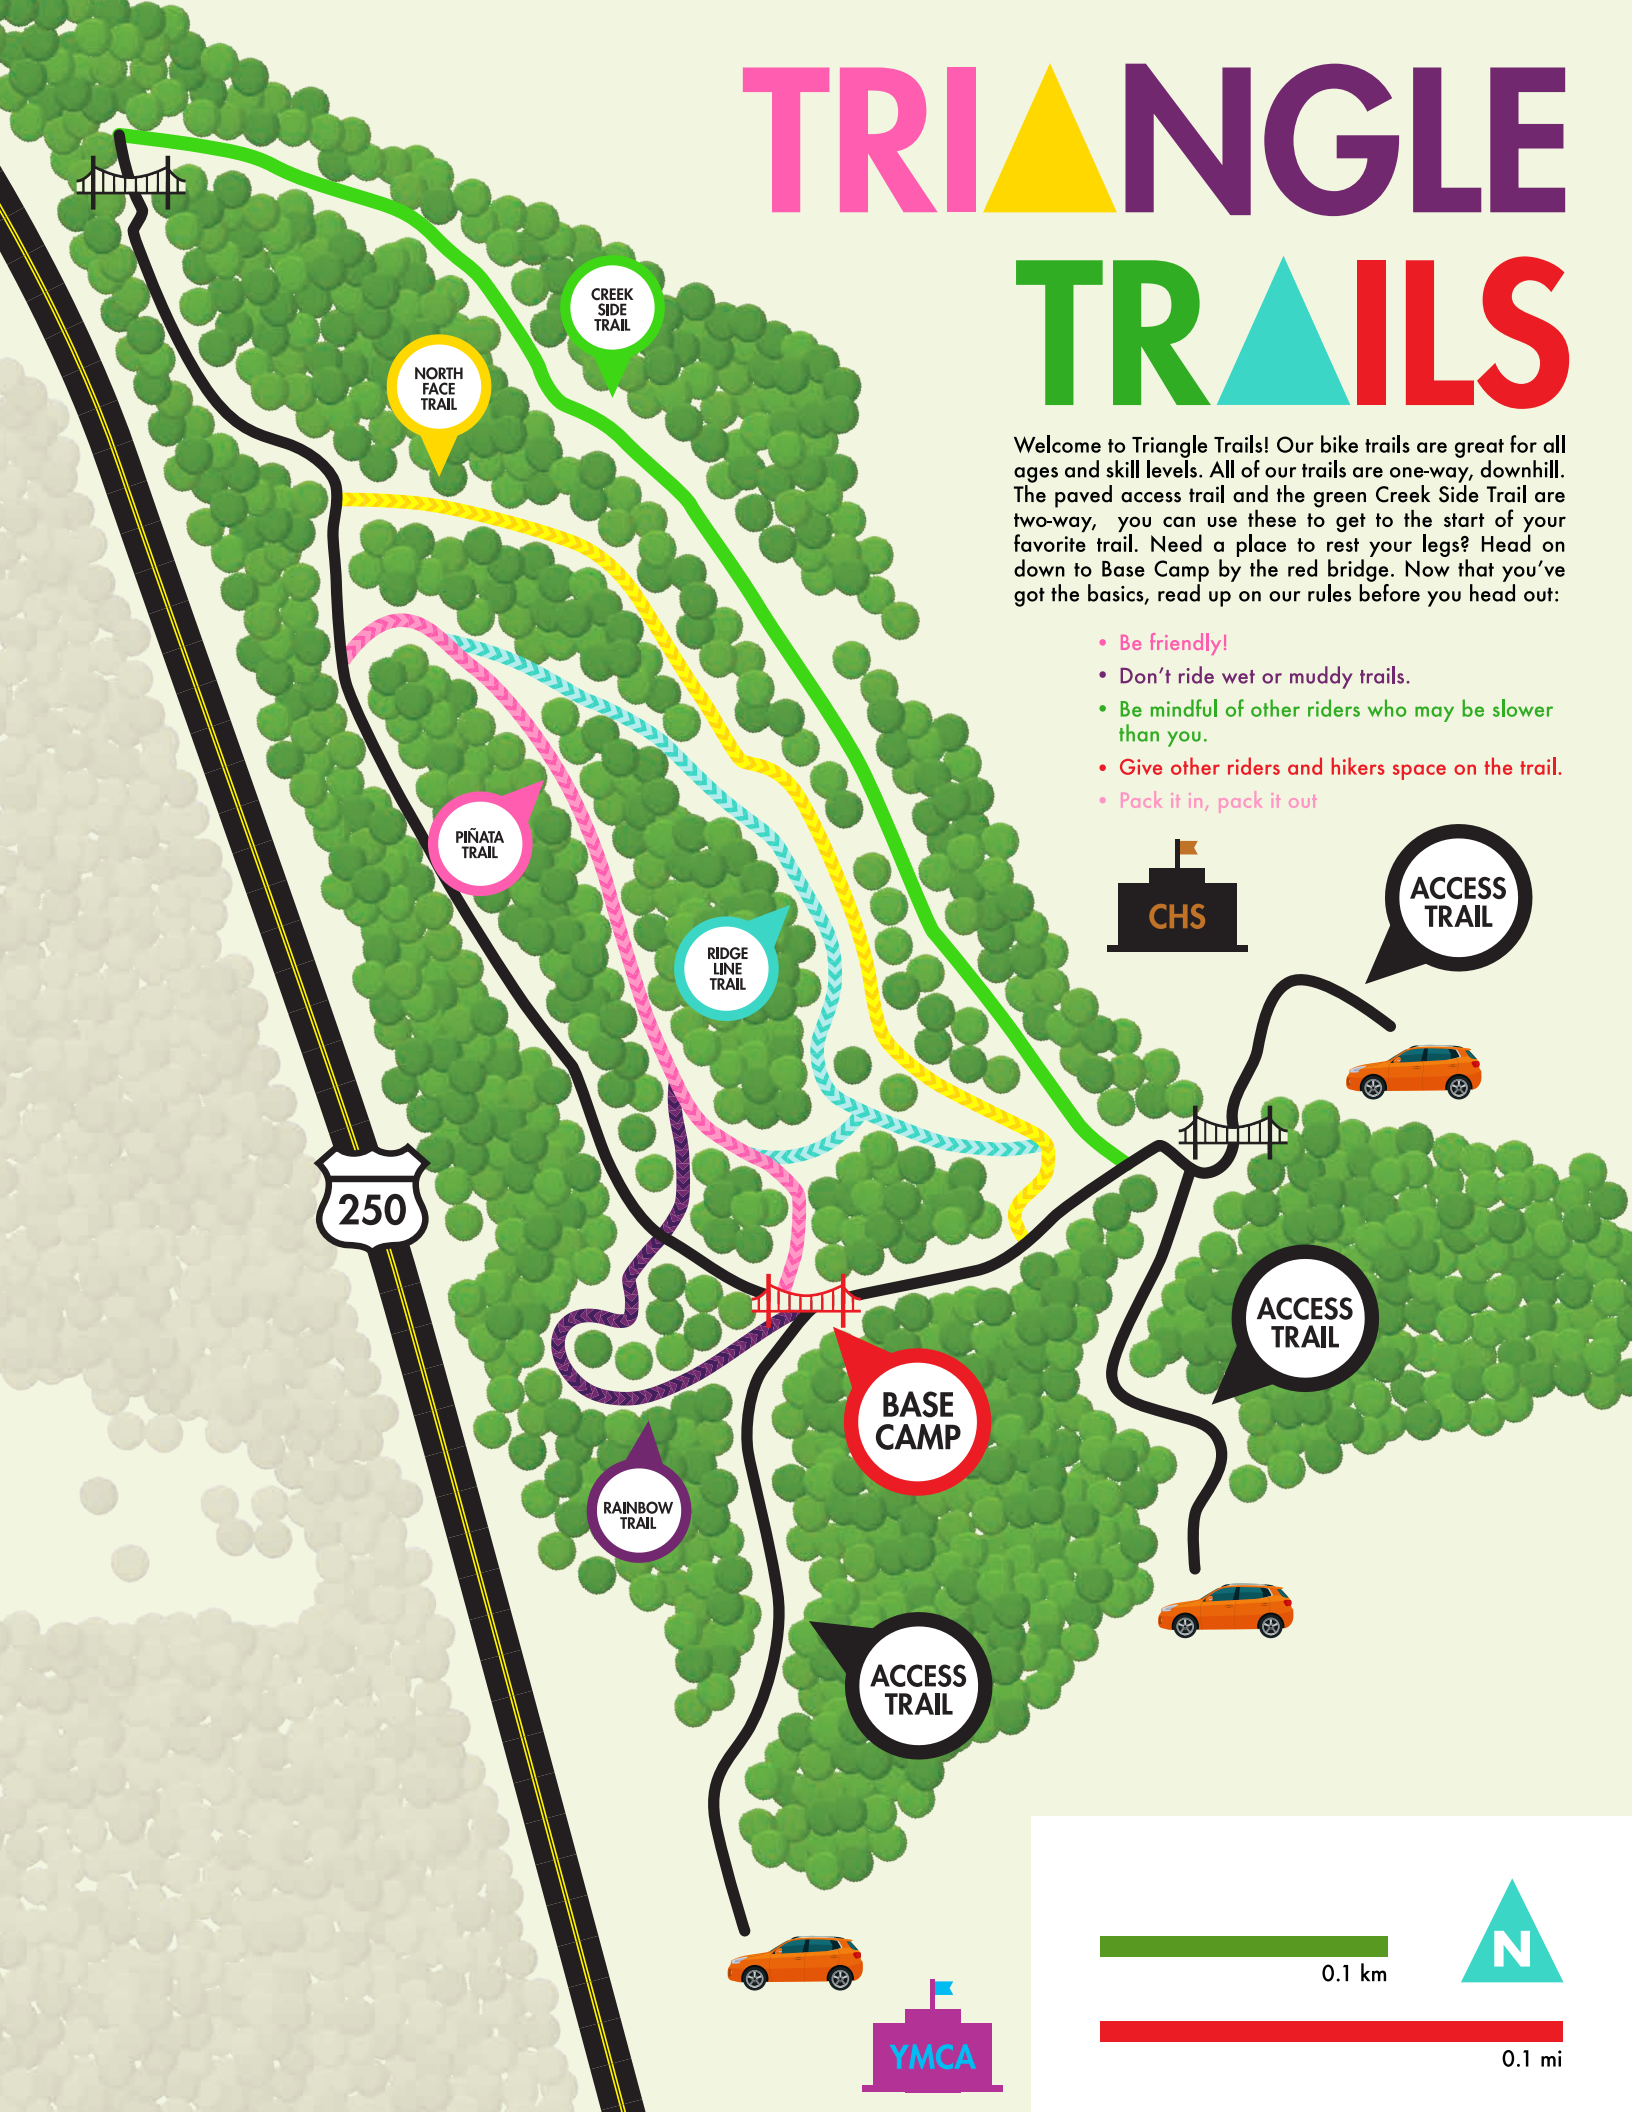 TRIANGLE
TRAILS
Welcome to Triangle Trails! Our bike trails are great for all
ages and skill levels. All of our trails are one-way, downhill.
The paved access trail and the green Creek Side Trail are
two-way, you can use these to get to the start of your
favorite trail. Need a place to rest your legs? Head on
down to Base Camp by the red bridge. Now that you've
got the basics, read up on our rules before you head out:
• Be friendly!
• Don't ride wet or muddy trails.
• Be mindful of other riders who may be slower
than you.
• Give other riders and hikers space on the trail.
• Pack it in, pack it out
CREEK
SIDE
TRAIL
NORTH
FACE
TRAIL
PIÑATA
TRAIL
RIDGE
LINE
TRAIL
CHS
ACCESS
TRAIL
250
ACCESS
TRAIL
BASE
CAMP
RAINBOW
TRAIL
ACCESS
TRAIL
YMCA
N
0.1 km
0.1 mi